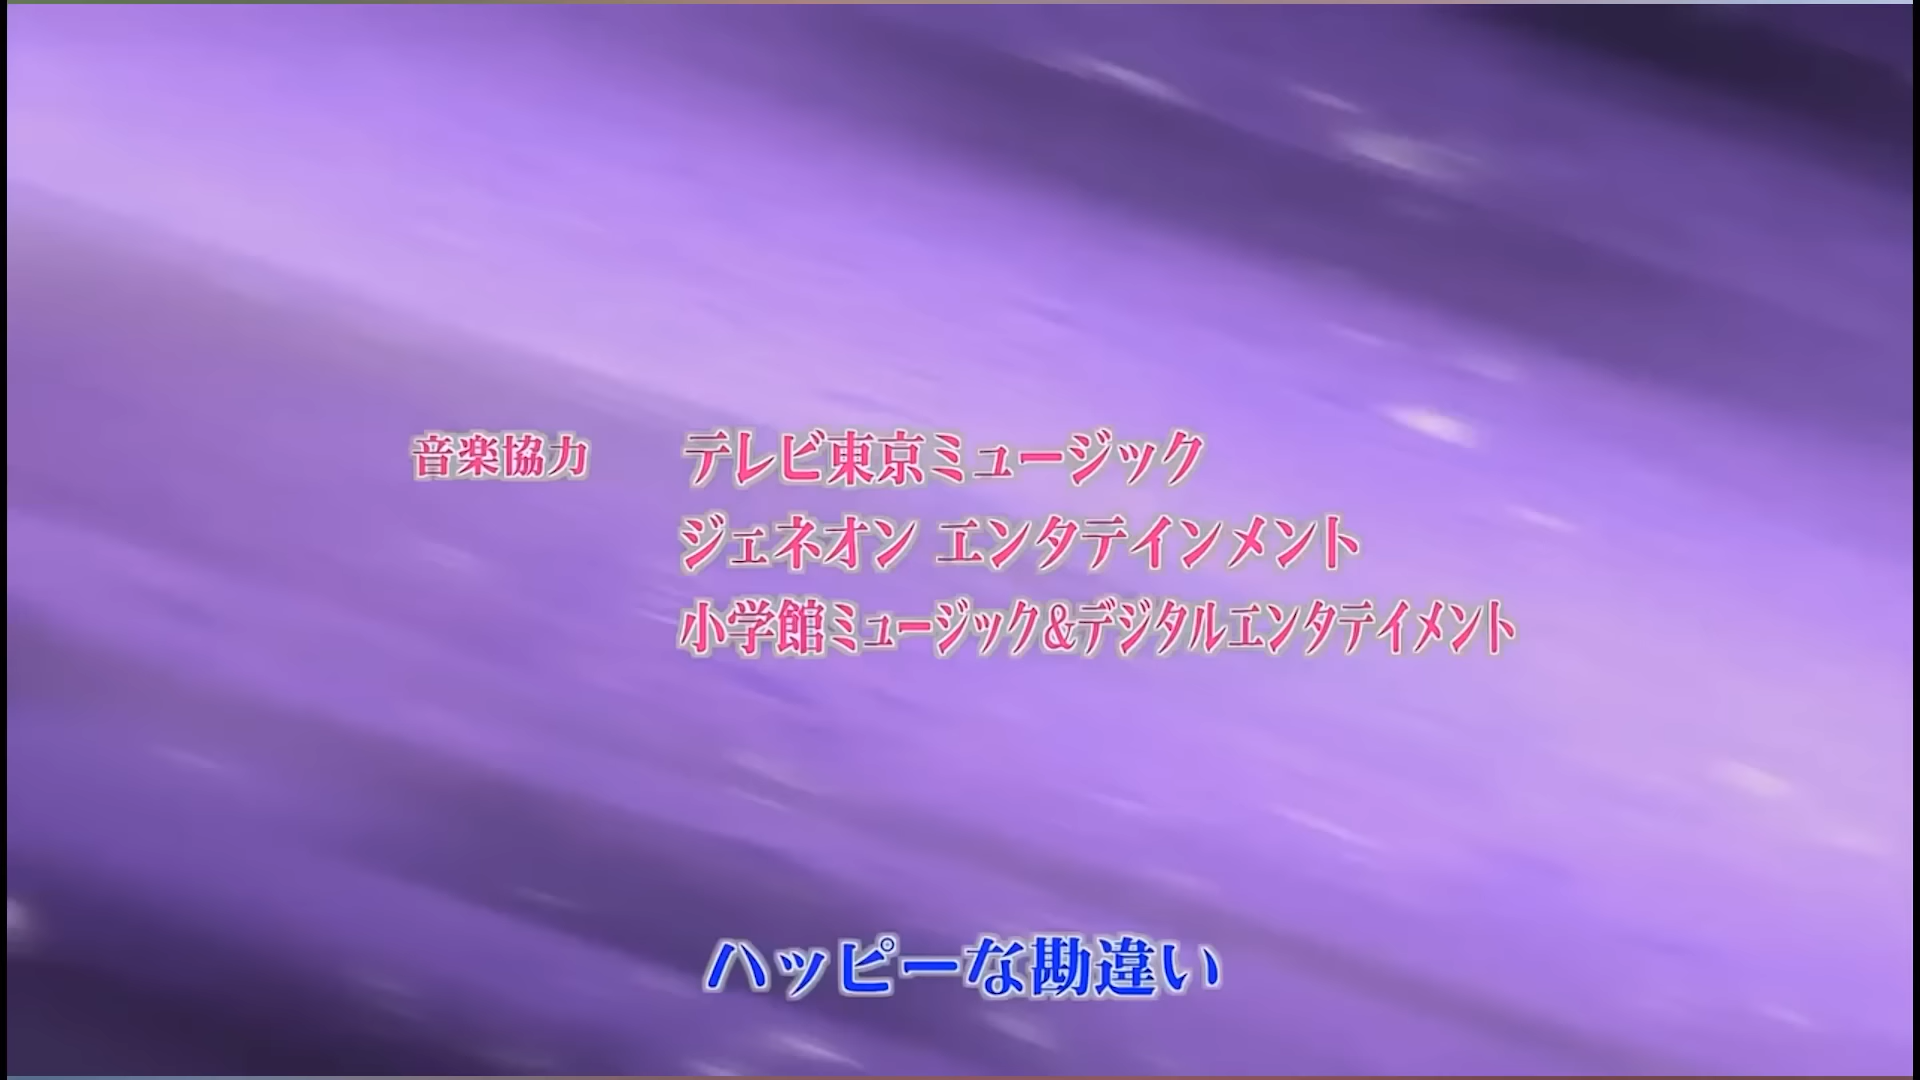 音楽協力 テレビ東京ミュージック
ジェネオン エンタテインメント
小学館ミュージック&デジタルエンタテイメント
ハッピーな勘違い